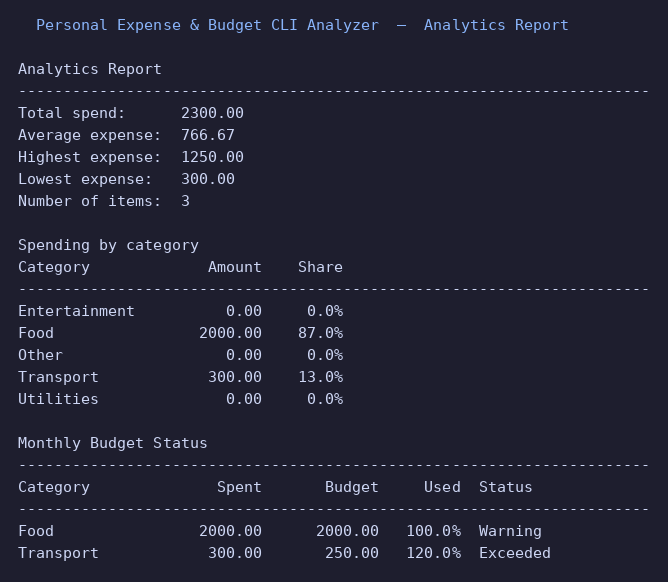 Personal Expense & Budget CLI Analyzer — Analytics Report
Analytics Report
----------------------------------------------------------------------
Total spend: 2300.00
Average expense: 766.67
Highest expense: 1250.00
Lowest expense: 300.00
Number of items: 3
Spending by category
Category Amount Share
----------------------------------------------------------------------
Entertainment 0.00 0.0%
Food 2000.00 87.0%
Other 0.00 0.0%
Transport 300.00 13.0%
Utilities 0.00 0.0%
Monthly Budget Status
----------------------------------------------------------------------
Category Spent Budget Used Status
----------------------------------------------------------------------
Food 2000.00 2000.00 100.0% Warning
Transport 300.00 250.00 120.0% Exceeded